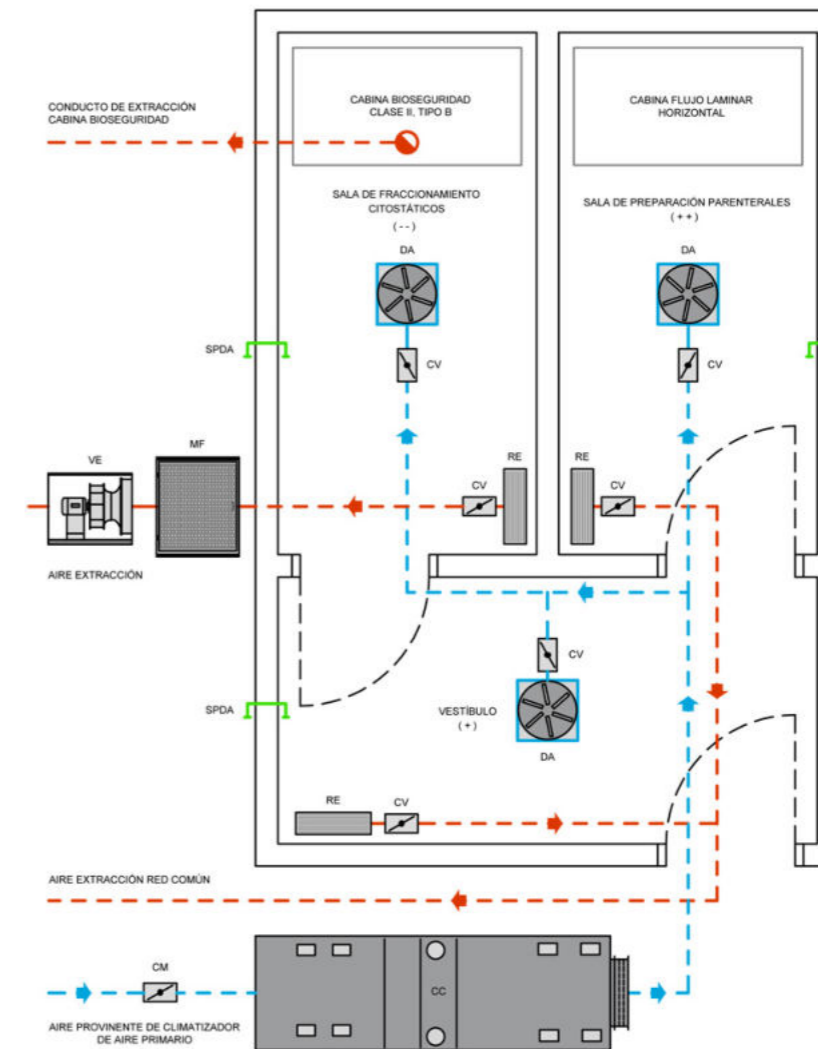 CABINA BIOSEGURIDAD
CLASE II, TIPO B
CABINA FLUJO LAMINAR
HORIZONTAL
CONDUCTO DE EXTRACCIÓN
CABINA BIOSEGURIDAD
SALA DE FRACCIONAMIENTO
CITOSTÁTICOS
( - - )
SALA DE PREPARACIÓN PARENTERALES
( + + )
DA
DA
SPDA
CV
CV
VE
MF
RE
CV
RE
CV
AIRE EXTRACCIÓN
CV
SPDA
VESTÍBULO
( + )
DA
RE
CV
AIRE EXTRACCIÓN RED COMÚN
CM
CC
AIRE PROVINENTE DE CLIMATIZADOR
DE AIRE PRIMARIO